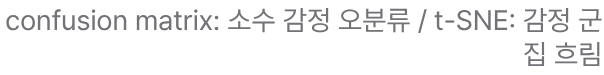 confusion matrix: 소수 감정 오분류 / t-SNE: 감정 군
집 흐림